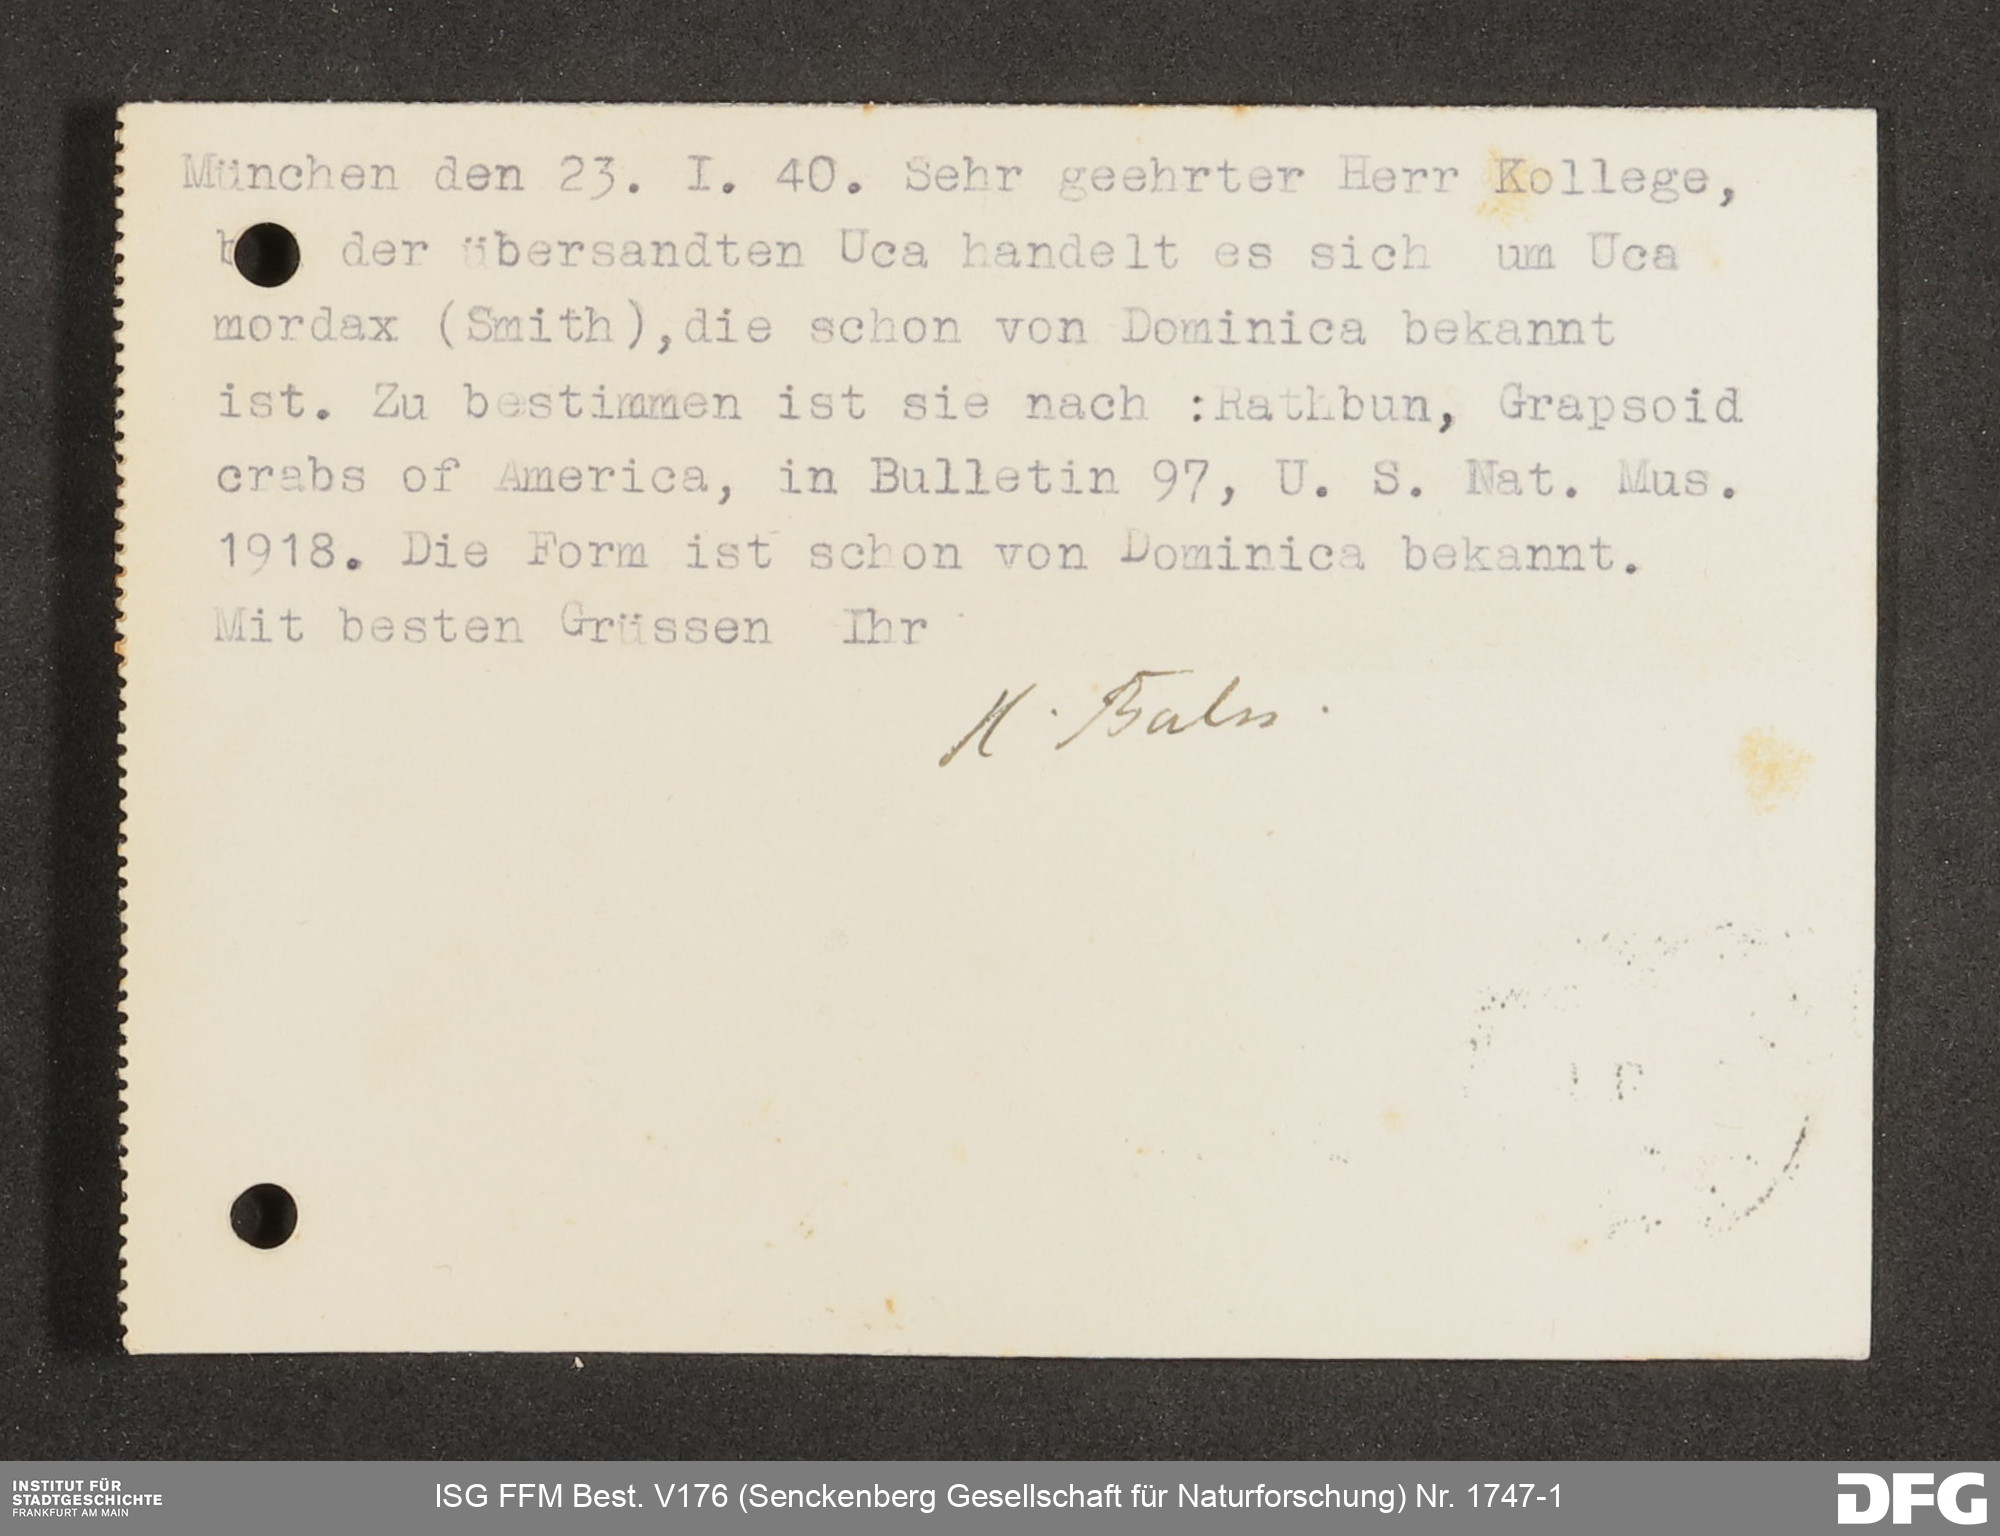 München den 23. I. 40. Sehr geehrter Herr Kollege,
der übersandten Uca handelt es sich um Uca
mordax (Smith),die schon von Dominica bekannt
ist. Zu bestimmen ist sie nach :Rathbun, Grapsoid
crabs of America, in Bulletin 97, U. S. Nat. Mus.
1918. Die Form ist schon von Dominica bekannt.
Mit besten Grüssen Ihr
H. Balss.
INSTITUT FÜR
STADTGESCHICHTE
FRANKFURT AM MAIN
ISG FFM Best. V176 (Senckenberg Gesellschaft für Naturforschung) Nr. 1747-1
DFG